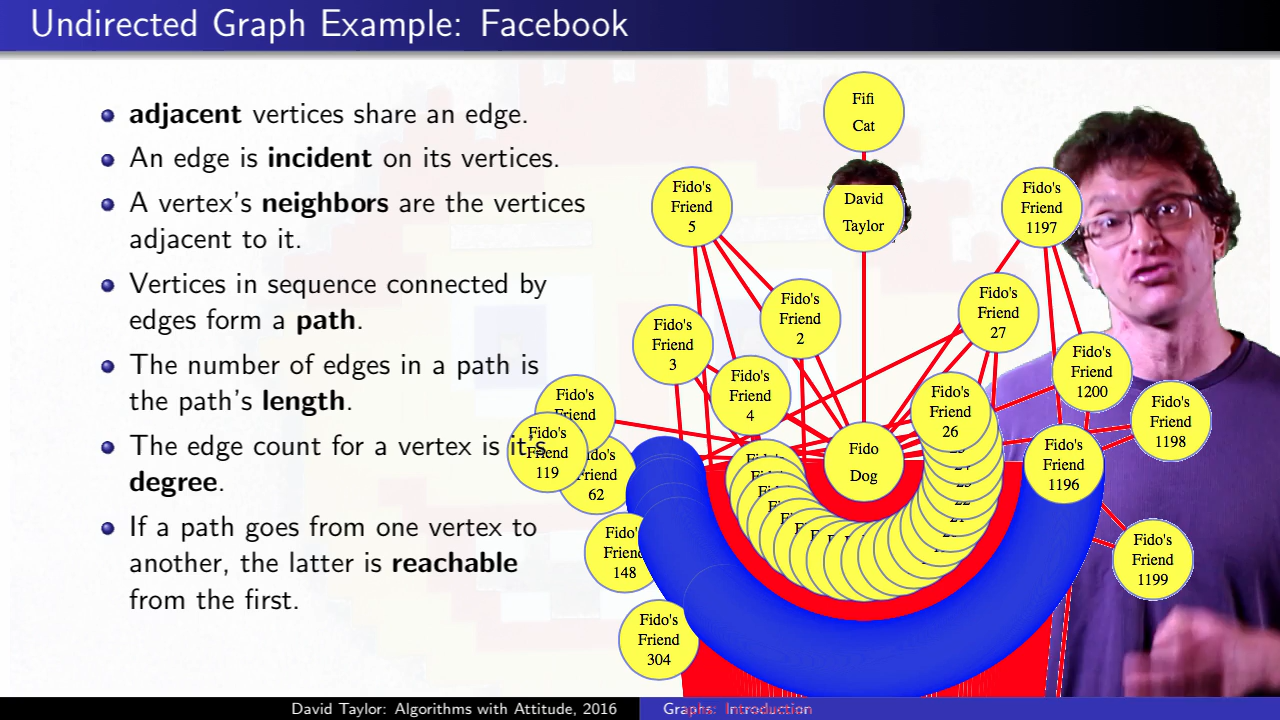 Undirected Graph Example: Facebook
adjacent vertices share an edge.
An edge is incident on its vertices.
A vertex's neighbors are the vertices
adjacent to it.
Vertices in sequence connected by
edges form a path.
The number of edges in a path is
the path's length.
The edge count for a vertex is it's
degree.
If a path goes from one vertex to
another, the latter is reachable
from the first.
Fifi
Cat
David
Taylor
Fido's
Friend
5
Fido's
Friend
1197
Fido's
Friend
2
Fido's
Friend
27
Fido's
Friend
3
Fido's
Friend
4
Fido's
Friend
1200
Fido's
Friend
26
Fido's
Friend
1198
Fido's
Friend
Fido's
Friend
119
Friend
62
Fido
Dog
Fido's
Friend
1196
Fido's
Friend
148
Fido's
Friend
1199
Fido's
Friend
304
David Taylor: Algorithms with Attitude, 2016
Graphs: Introduction